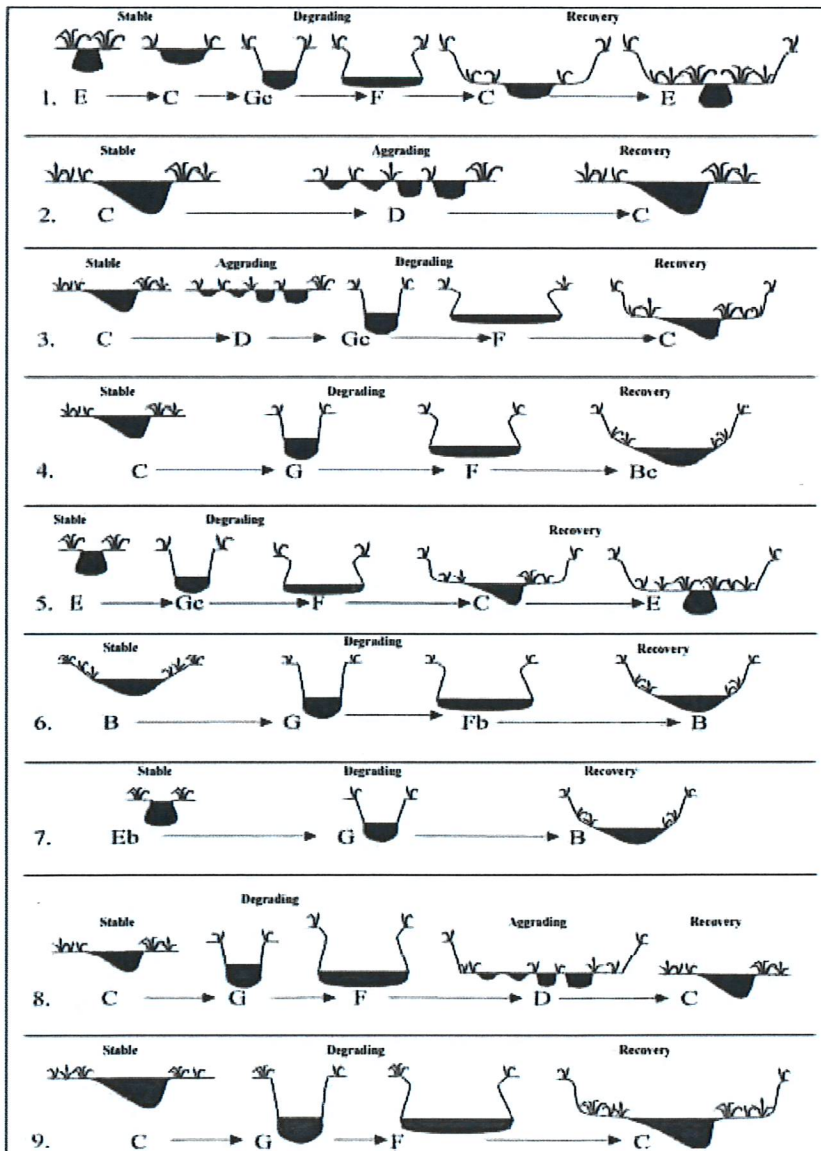 Stable Degrading Recovery
1. E C Gc F C E
Stable Aggrading Recovery
2. C D C
Stable Aggrading Degrading Recovery
3. C D Gc F C
Stable Degrading Recovery
4. C G F Bc
Stable Degrading Recovery
5. E Gc F C E
Stable Degrading Recovery
6. B G Fb B
Stable Degrading Recovery
7. Eb G B
Degrading
Stable Aggrading Recovery
8. C G F D C
Stable Degrading Recovery
9. C G F C